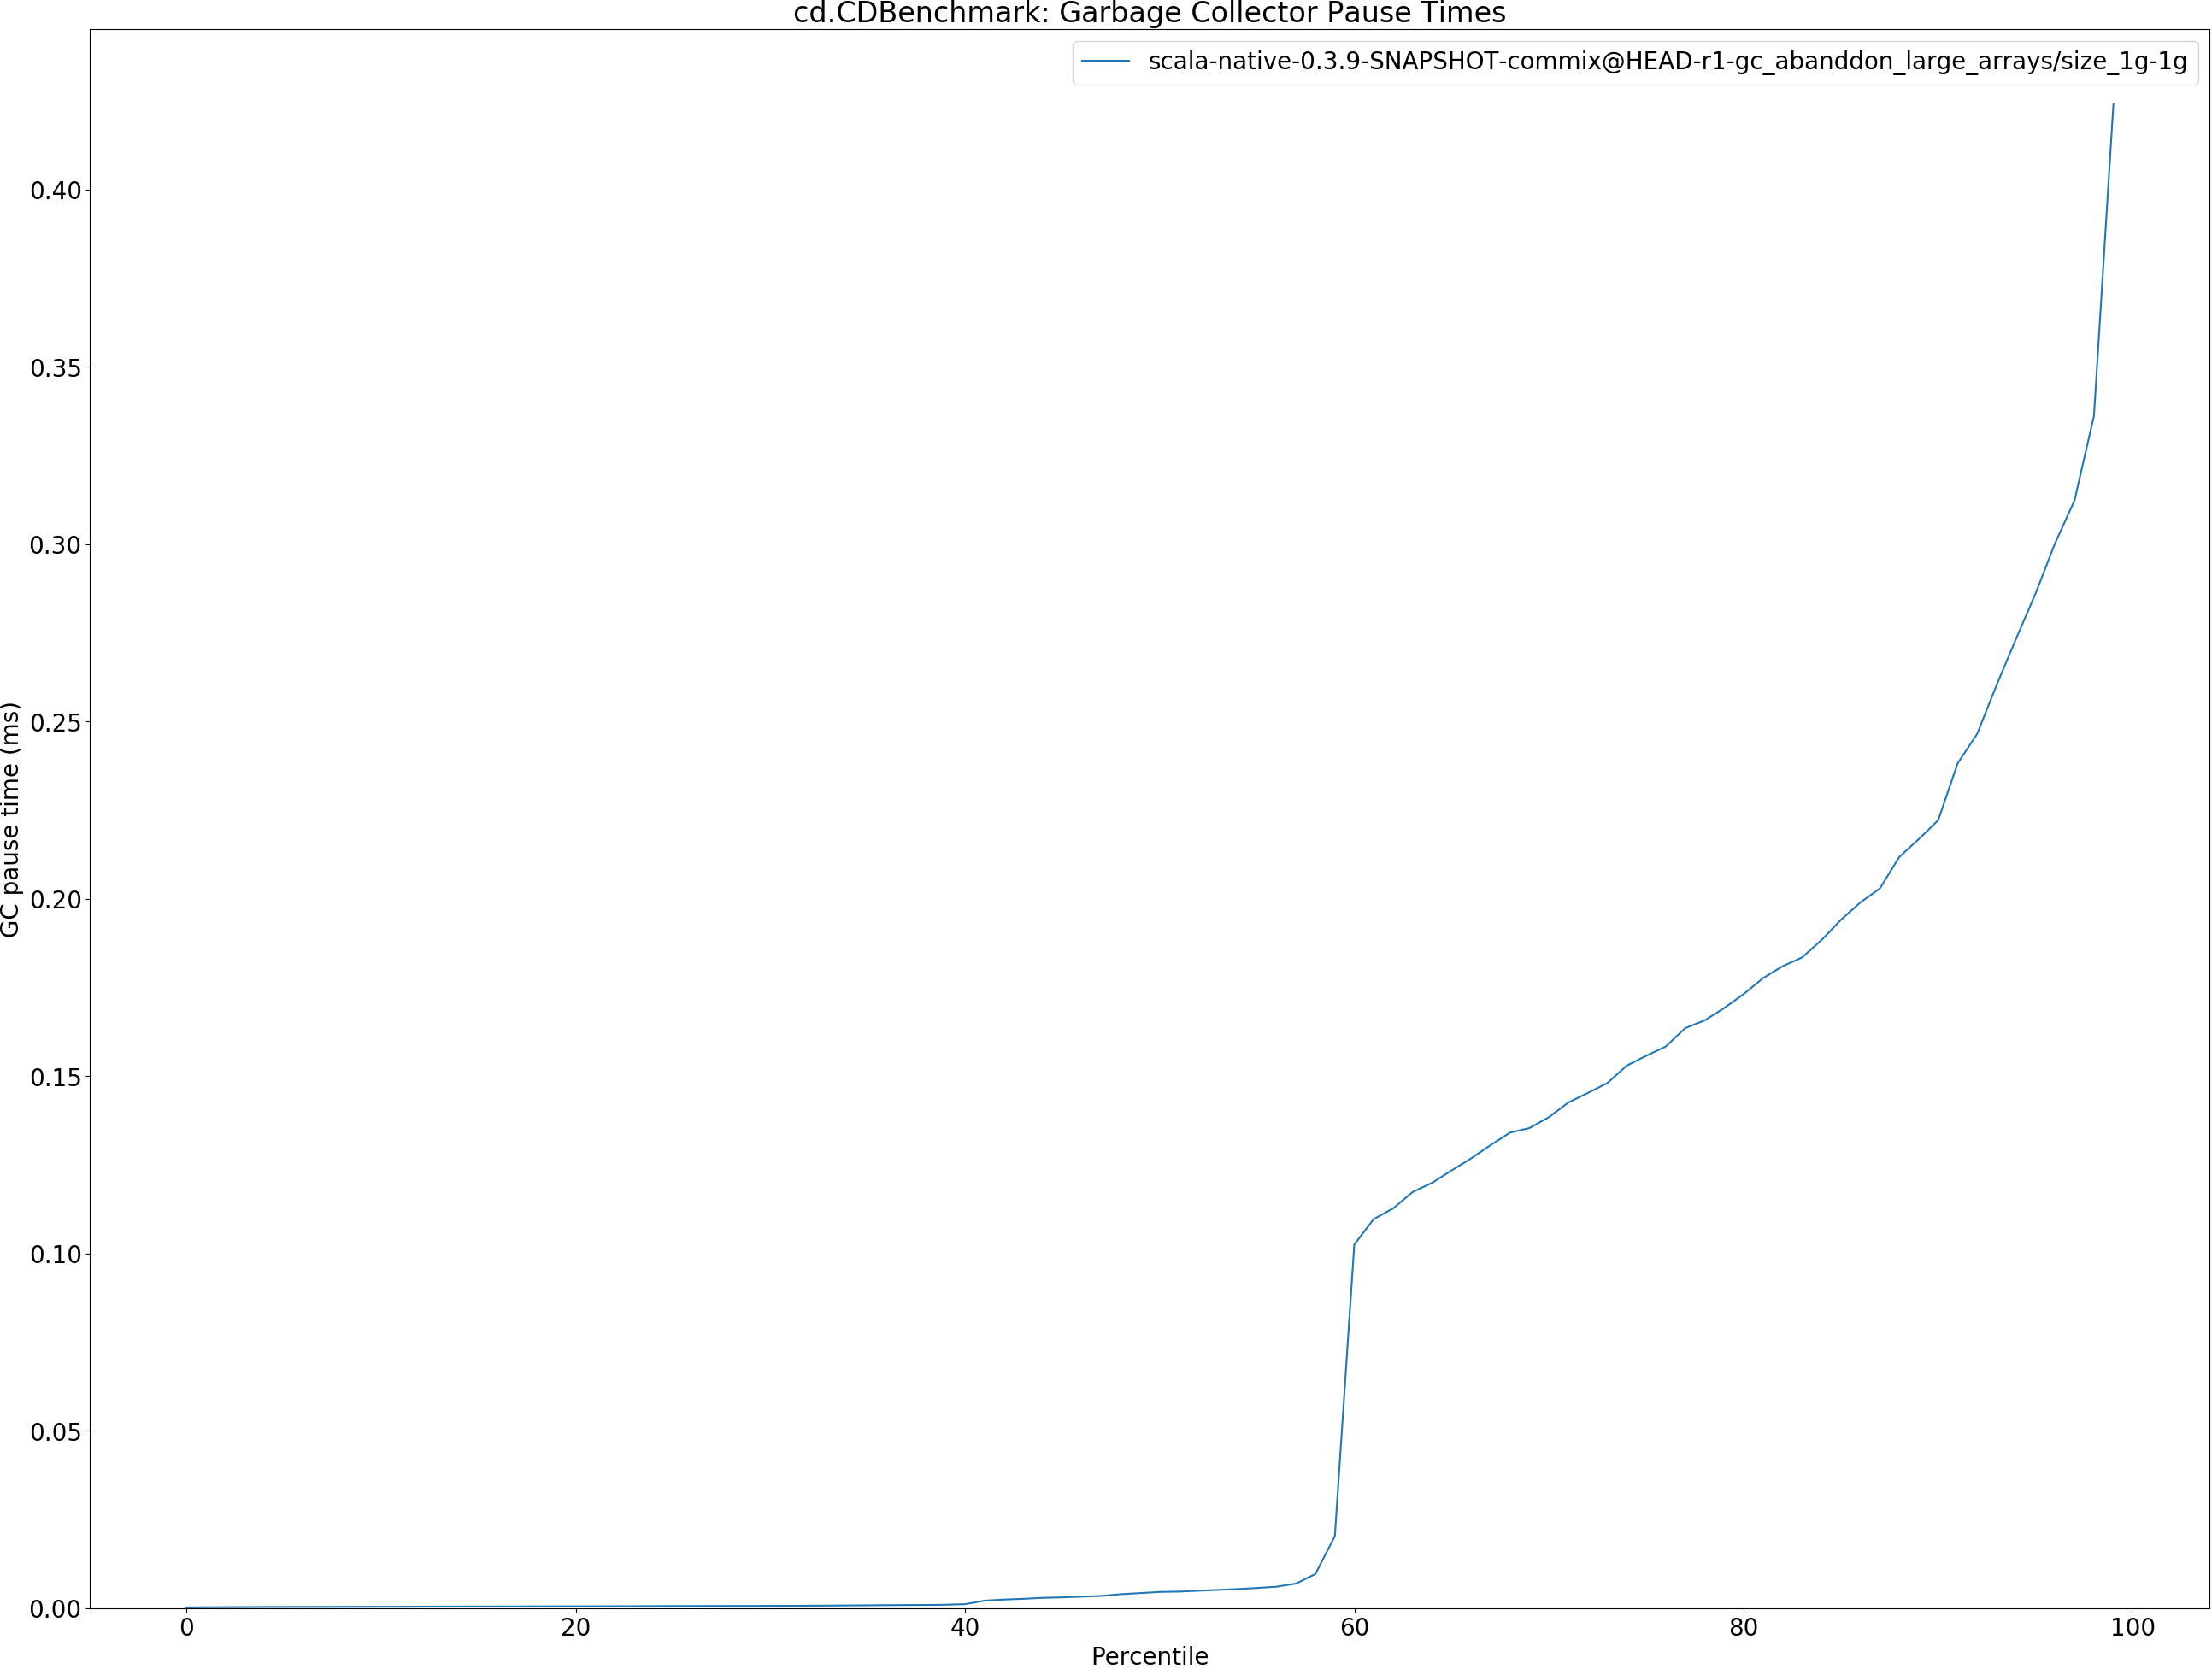 cd.CDBenchmark: Garbage Collector Pause Times
scala-native-0.3.9-SNAPSHOT-commix@HEAD-r1-gc_abanddon_large_arrays/size_1g-1g
GC pause time (ms)
0.40
0.35
0.30
0.25
0.20
0.15
0.10
0.05
0.00
0 20 40 60 80 100
Percentile